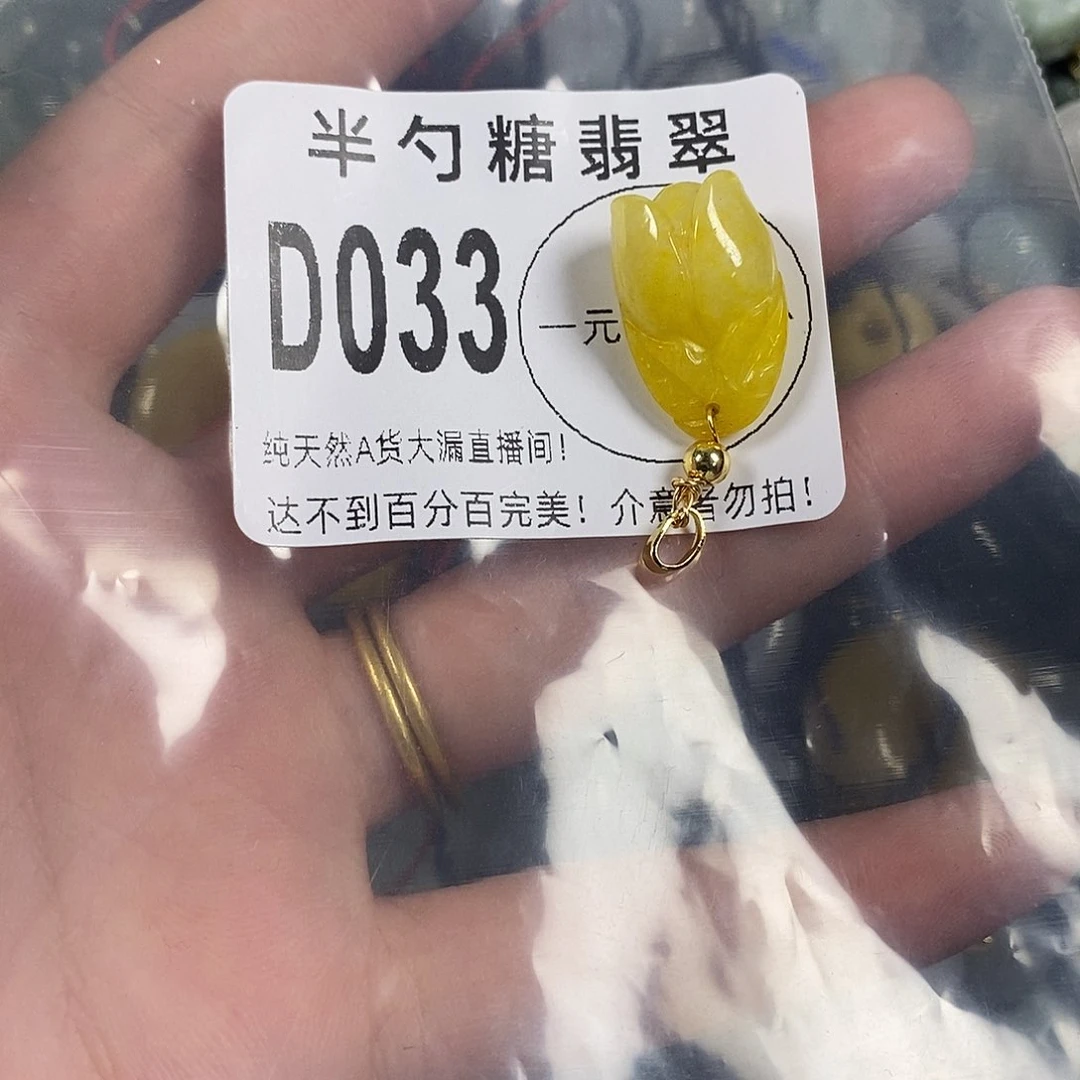 半勺糖翡翠
D033
一元
纯天然A货大漏直播间！
达不到百分百完美！介意者勿拍！